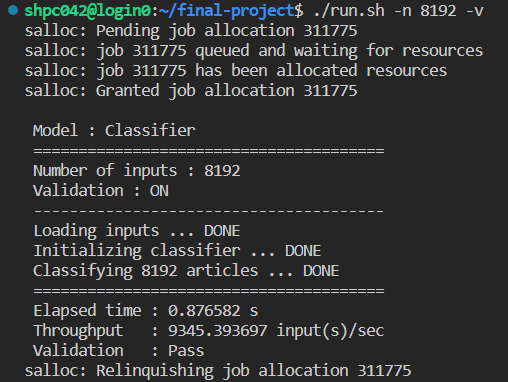 shpc042@login0:~/final-project$ ./run.sh -n 8192 -v
salloc: Pending job allocation 311775
salloc: job 311775 queued and waiting for resources
salloc: job 311775 has been allocated resources
salloc: Granted job allocation 311775
Model : Classifier
=======================================
Number of inputs : 8192
Validation : ON
---------------------------------------
Loading inputs ... DONE
Initializing classifier ... DONE
Classifying 8192 articles ... DONE
=======================================
Elapsed time : 0.876582 s
Throughput   : 9345.393697 input(s)/sec
Validation   : Pass
salloc: Relinquishing job allocation 311775